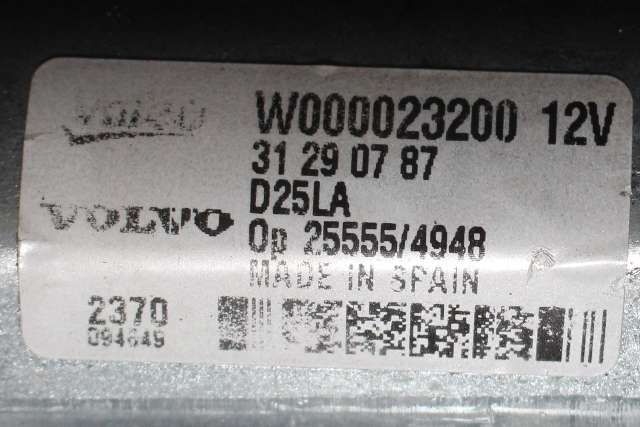 Valeo W000023200 12V
31 29 07 87
D25LA
VOLVO
Op 25555/4948
MADE IN SPAIN
2370
094649